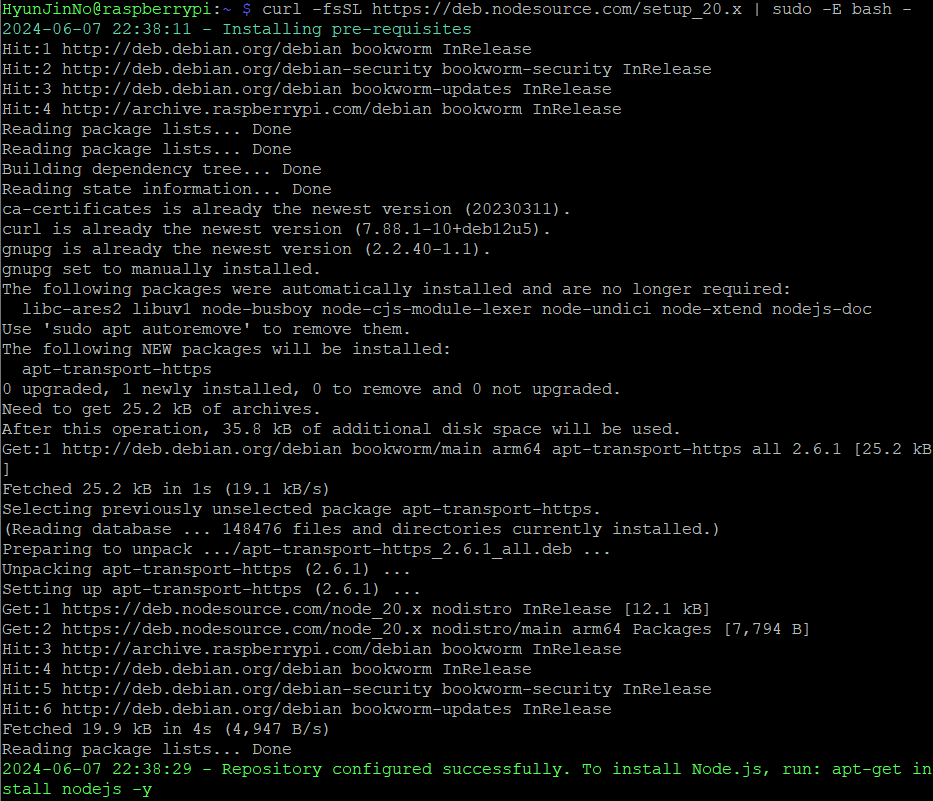 HyunJinNo@raspberrypi:~ $ curl -fsSL https://deb.nodesource.com/setup_20.x | sudo -E bash -
2024-06-07 22:38:11 - Installing pre-requisites
Hit:1 http://deb.debian.org/debian bookworm InRelease
Hit:2 http://deb.debian.org/debian-security bookworm-security InRelease
Hit:3 http://deb.debian.org/debian bookworm-updates InRelease
Hit:4 http://archive.raspberrypi.com/debian bookworm InRelease
Reading package lists... Done
Reading package lists... Done
Building dependency tree... Done
Reading state information... Done
ca-certificates is already the newest version (20230311).
curl is already the newest version (7.88.1-10+deb12u5).
gnupg is already the newest version (2.2.40-1.1).
gnupg set to manually installed.
The following packages were automatically installed and are no longer required:
  libc-ares2 libuv1 node-busboy node-cjs-module-lexer node-undici node-xtend nodejs-doc
Use 'sudo apt autoremove' to remove them.
The following NEW packages will be installed:
  apt-transport-https
0 upgraded, 1 newly installed, 0 to remove and 0 not upgraded.
Need to get 25.2 kB of archives.
After this operation, 35.8 kB of additional disk space will be used.
Get:1 http://deb.debian.org/debian bookworm/main arm64 apt-transport-https all 2.6.1 [25.2 kB
]
Fetched 25.2 kB in 1s (19.1 kB/s)
Selecting previously unselected package apt-transport-https.
(Reading database ... 148476 files and directories currently installed.)
Preparing to unpack .../apt-transport-https_2.6.1_all.deb ...
Unpacking apt-transport-https (2.6.1) ...
Setting up apt-transport-https (2.6.1) ...
Get:1 https://deb.nodesource.com/node_20.x nodistro InRelease [12.1 kB]
Get:2 https://deb.nodesource.com/node_20.x nodistro/main arm64 Packages [7,794 B]
Hit:3 http://archive.raspberrypi.com/debian bookworm InRelease
Hit:4 http://deb.debian.org/debian bookworm InRelease
Hit:5 http://deb.debian.org/debian-security bookworm-security InRelease
Hit:6 http://deb.debian.org/debian bookworm-updates InRelease
Fetched 19.9 kB in 4s (4,947 B/s)
Reading package lists... Done
2024-06-07 22:38:29 - Repository configured successfully. To install Node.js, run: apt-get in
stall nodejs -y